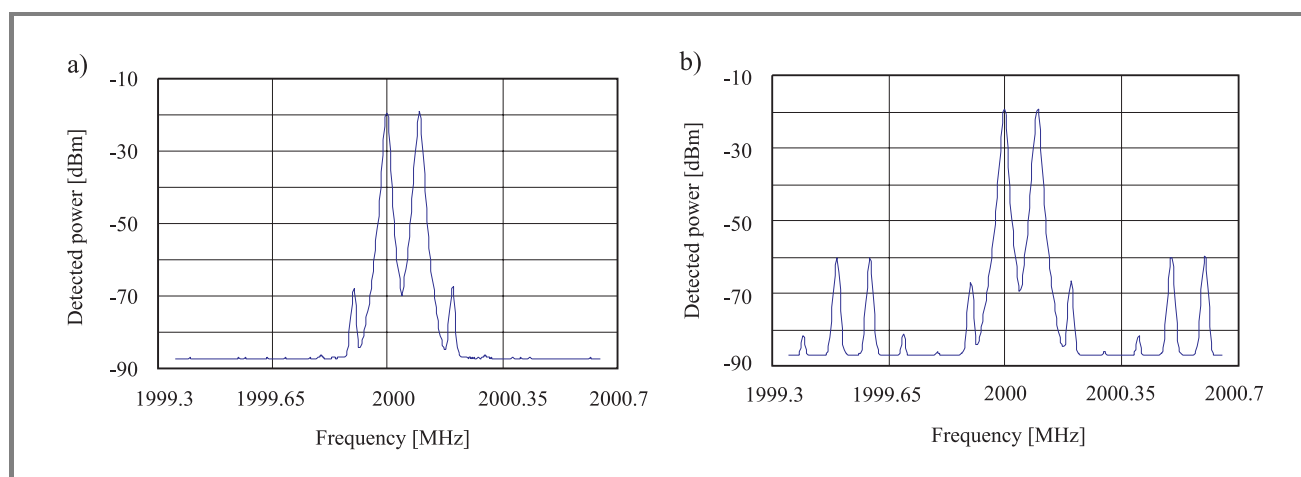 a)
-10
-30
-50
-70
-90
Detected power [dBm]
1999.3 1999.65 2000 2000.35 2000.7
Frequency [MHz]
b)
-10
-30
-50
-70
-90
Detected power [dBm]
1999.3 1999.65 2000 2000.35 2000.7
Frequency [MHz]